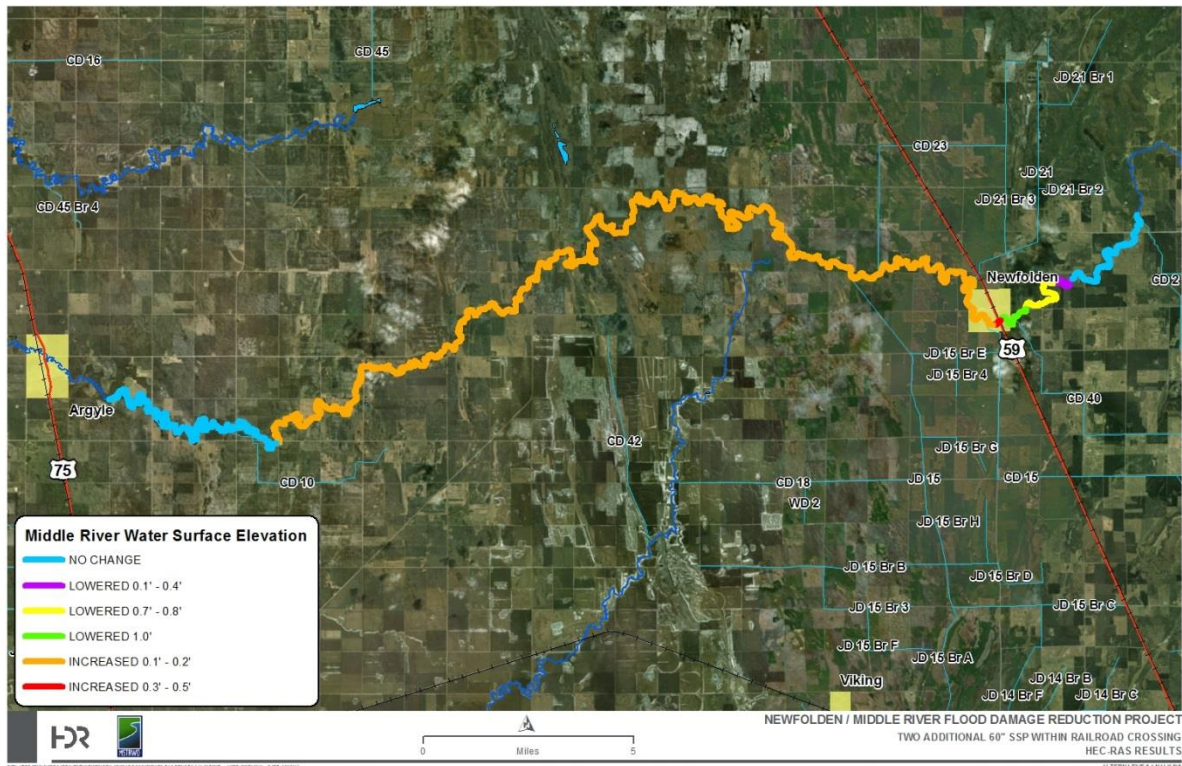 CD 16
CD 45
JD 21 Br 1
CD 23
JD 21
JD 21 Br 2
JD 21 Br 3
CD 45 Br 4
Newfolden
CD 2
59
JD 15 Br E
JD 15 Br 4
CD 40
Argyle
75
CD 42
JD 15 Br G
CD 10
CD 18
JD 15
CD 15
WD 2
JD 15 Br H
JD 15 Br B
JD 15 Br D
JD 15 Br 3
JD 15 Br C
JD 15 Br F
JD 15 Br A
Viking
JD 14 B
JD 14 Br F
JD 14 Br C
Middle River Water Surface Elevation
NO CHANGE
LOWERED 0.1' - 0.4'
LOWERED 0.7' - 0.8'
LOWERED 1.0'
INCREASED 0.1' - 0.2'
INCREASED 0.3' - 0.5'
HDR
0 5
Miles
NEWFOLDEN / MIDDLE RIVER FLOOD DAMAGE REDUCTION PROJECT
TWO ADDITIONAL 60" SSP WITHIN RAILROAD CROSSING
HEC-RAS RESULTS